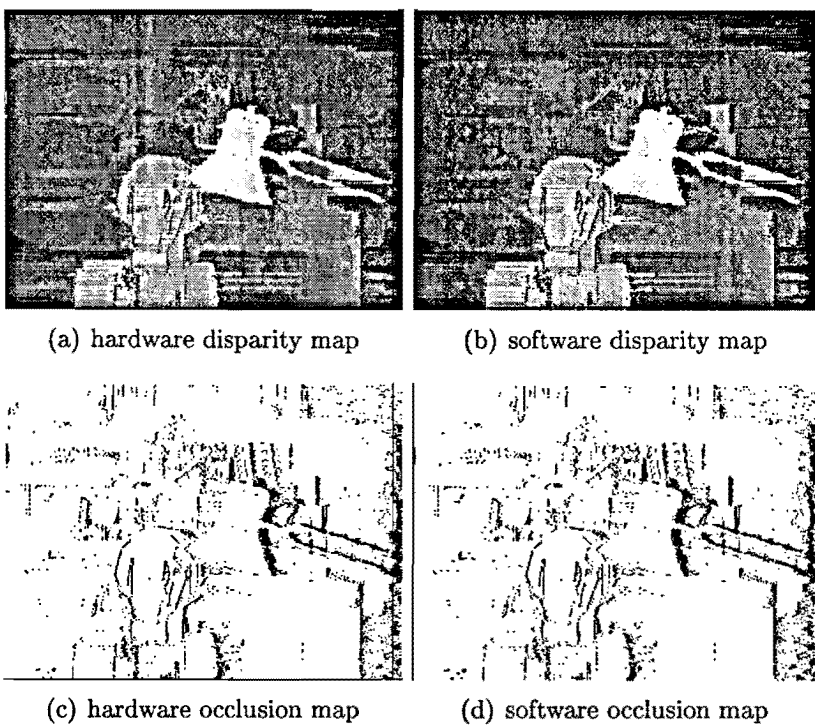 (a) hardware disparity map
(b) software disparity map
(c) hardware occlusion map
(d) software occlusion map